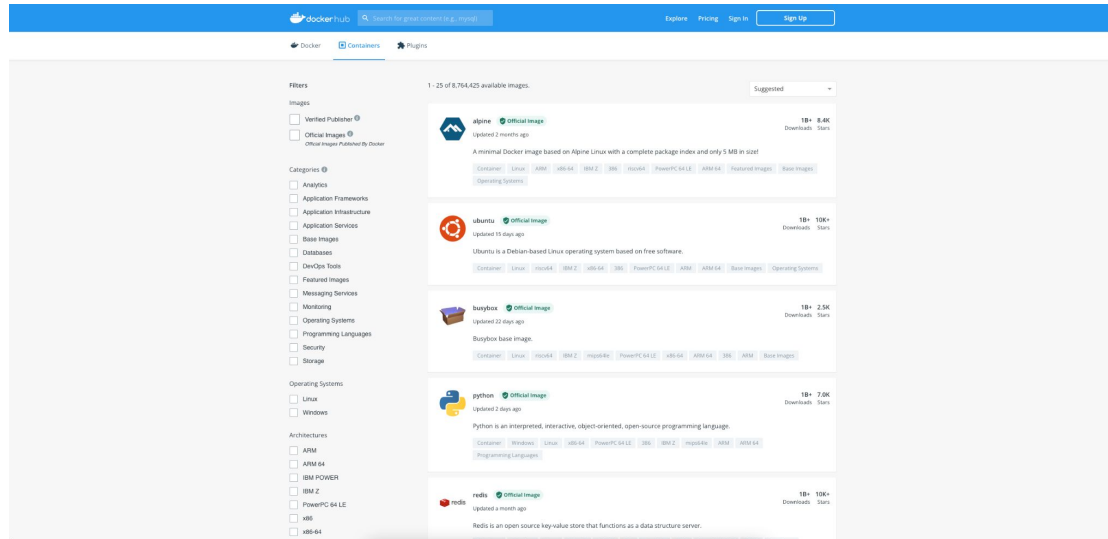 dockerhub
Search for great content (e.g., mysql)
Explore
Pricing
Sign In
Sign Up
Docker
Containers
Plugins
Filters
Images
Verified Publisher
Official Images
Official Images Published By Docker
Categories
Analytics
Application Frameworks
Application Infrastructure
Application Services
Base Images
Databases
DevOps Tools
Featured Images
Messaging Services
Monitoring
Operating Systems
Programming Languages
Security
Storage
Operating Systems
Linux
Windows
Architectures
ARM
ARM 64
IBM POWER
IBM Z
PowerPC 64 LE
x86
x86-64
1 - 25 of 8,764,425 available images.
Suggested
alpine Official Image
1B+ 8.4K
Downloads Stars
Updated 2 months ago
A minimal Docker image based on Alpine Linux with a complete package index and only 5 MB in size!
Container Linux ARM x86-64 IBM Z 386 riscv64 PowerPC 64 LE ARM 64 Featured Images Base Images
Operating Systems
ubuntu Official Image
1B+ 10K+
Downloads Stars
Updated 15 days ago
Ubuntu is a Debian-based Linux operating system based on free software.
Container Linux riscv64 IBM Z x86-64 386 PowerPC 64 LE ARM ARM 64 Base Images Operating Systems
busybox Official Image
1B+ 2.5K
Downloads Stars
Updated 22 days ago
Busybox base image.
Container Linux riscv64 IBM Z mips64le PowerPC 64 LE x86-64 ARM 64 386 ARM Base Images
python Official Image
1B+ 7.0K
Downloads Stars
Updated 2 days ago
Python is an interpreted, interactive, object-oriented, open-source programming language.
Container Windows Linux x86-64 PowerPC 64 LE 386 IBM Z mips64le ARM ARM 64
Programming Languages
redis
redis Official Image
1B+ 10K+
Downloads Stars
Updated a month ago
Redis is an open source key-value store that functions as a data structure server.